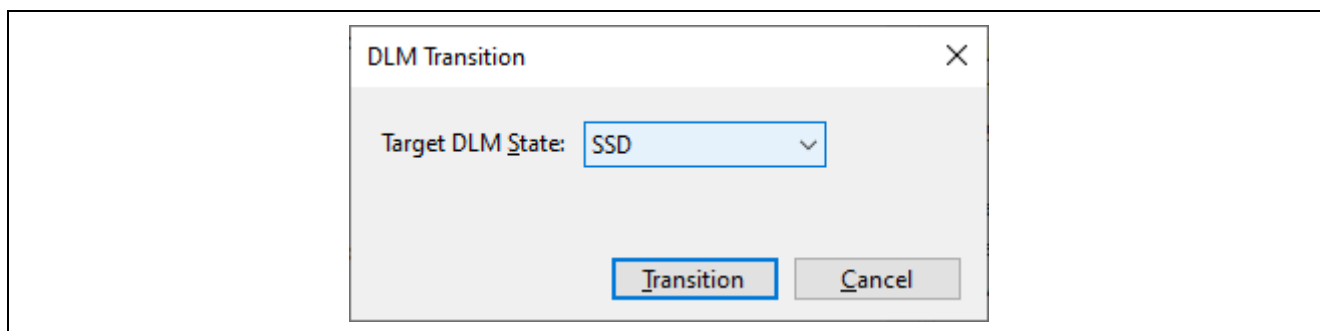 DLM Transition
Target DLM State: SSD
Transition Cancel